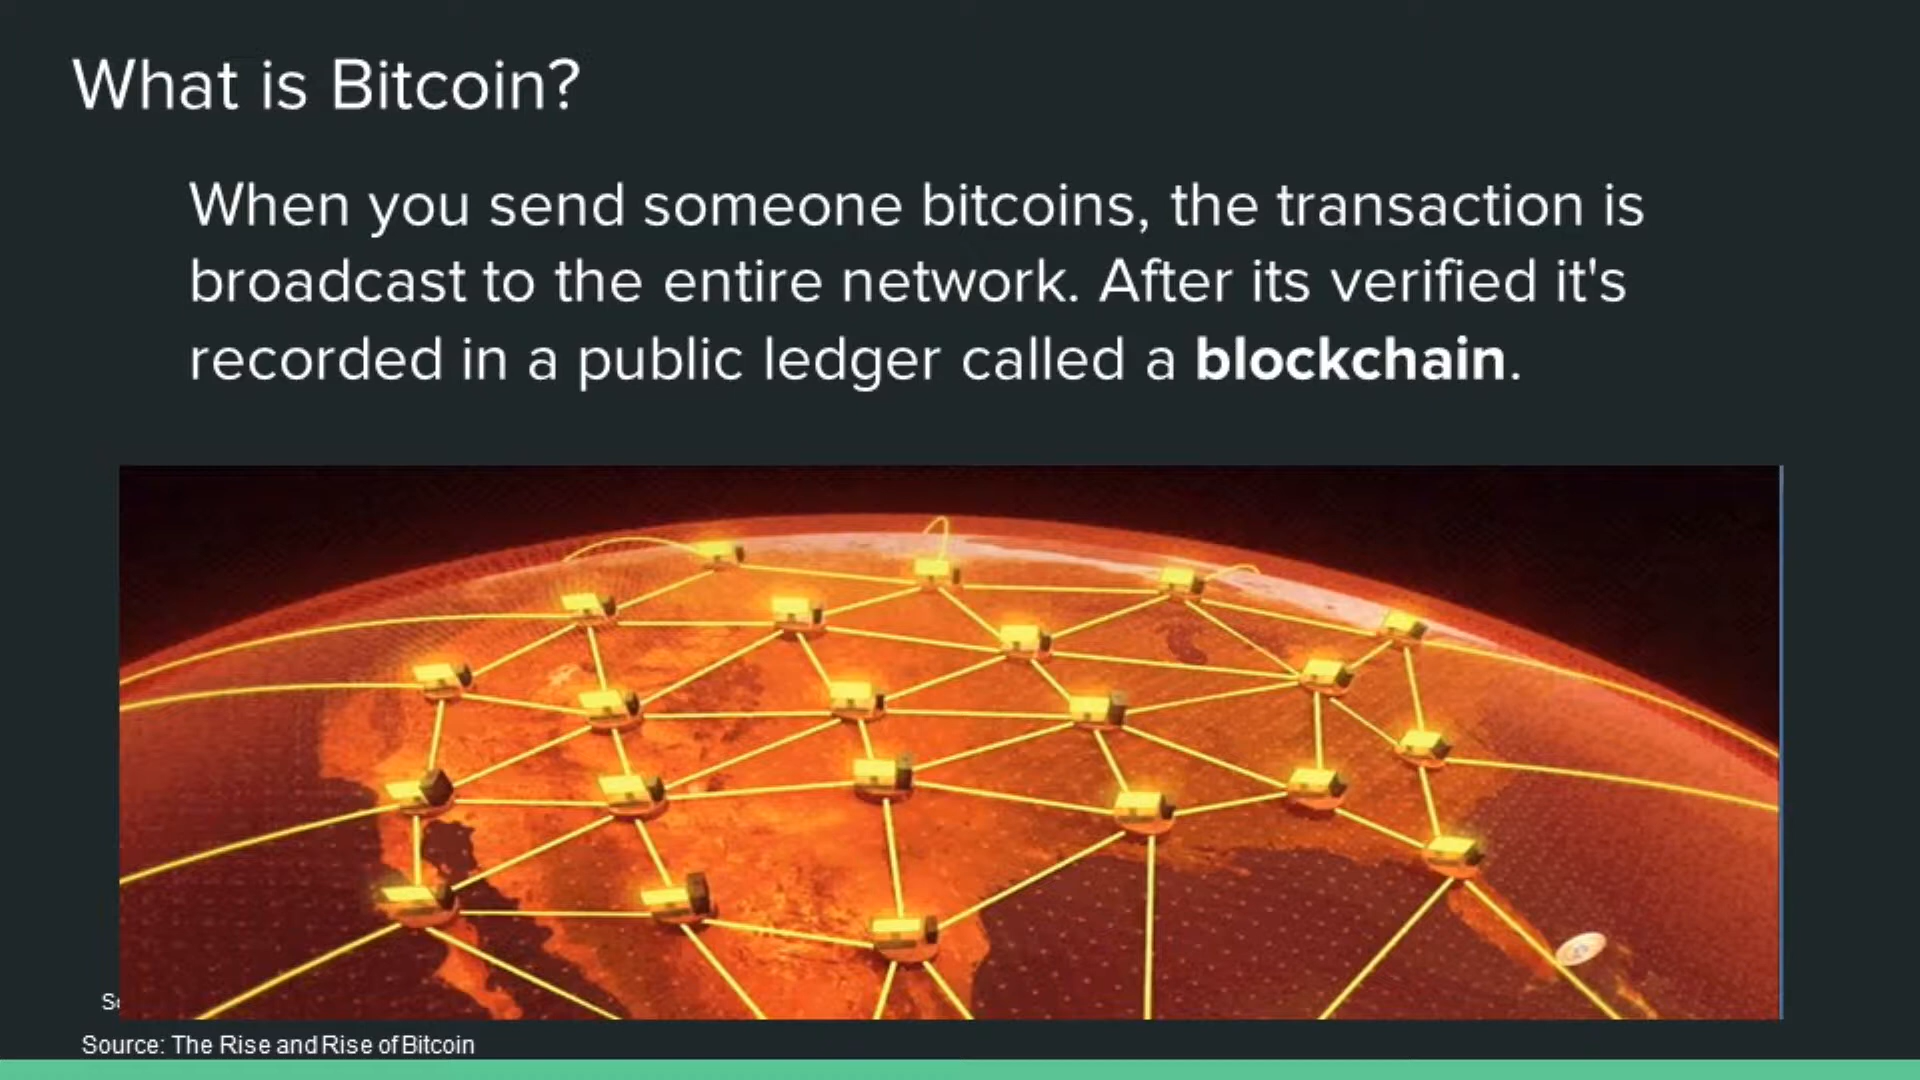 What is Bitcoin?
When you send someone bitcoins, the transaction is
broadcast to the entire network. After its verified it's
recorded in a public ledger called a blockchain.
Source: The Rise and Rise of Bitcoin